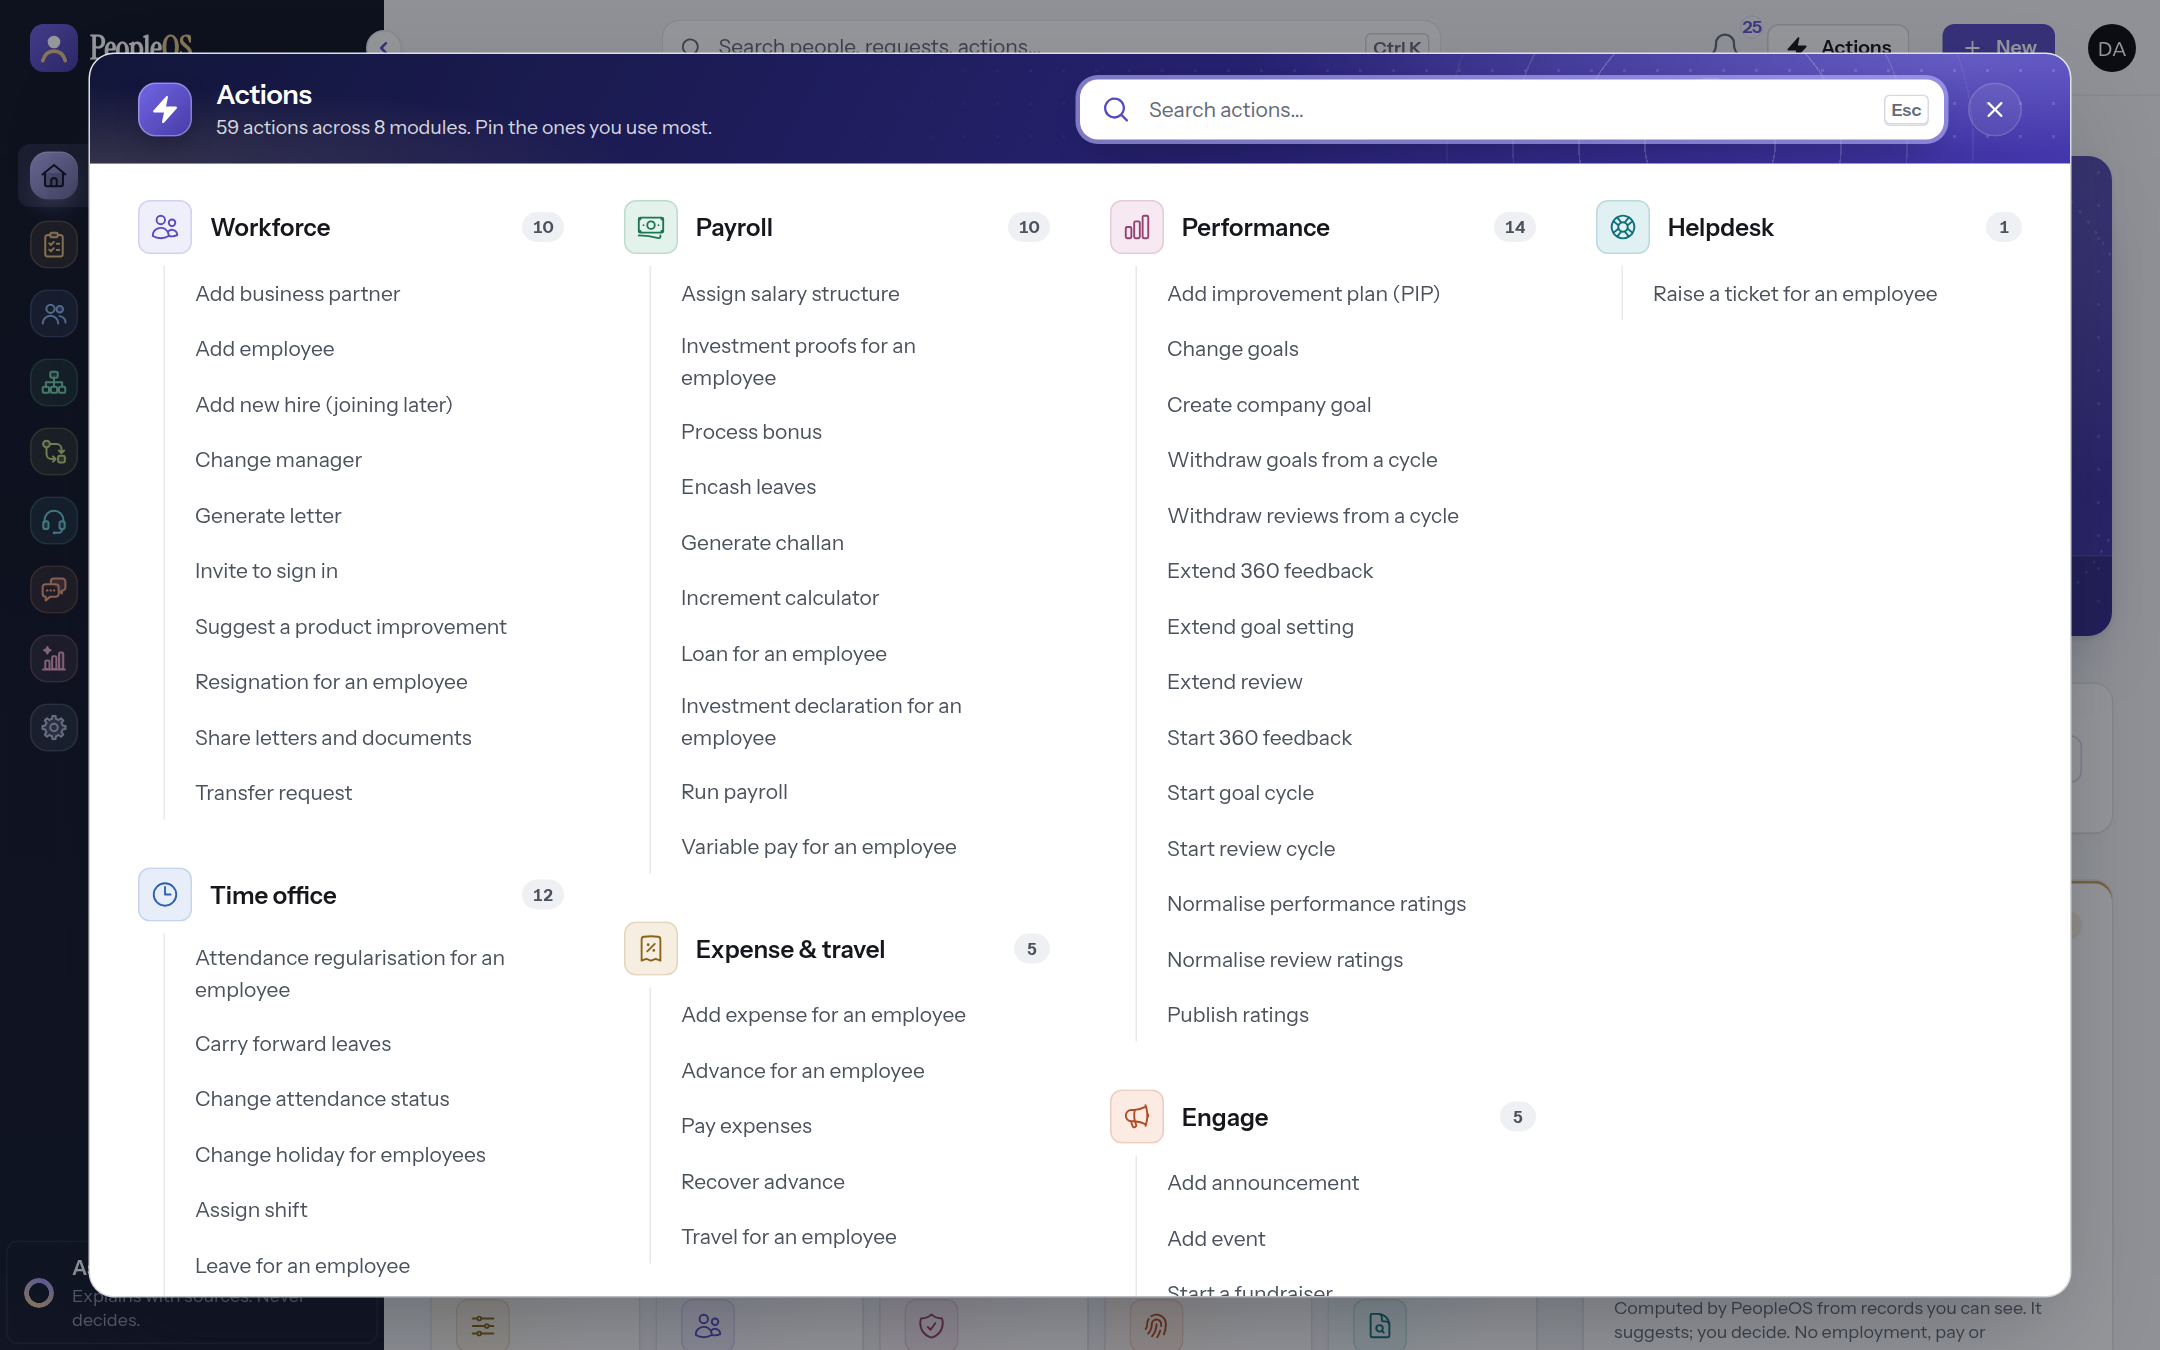 PeopleOS
Search people, requests, actions...
Ctrl K
25
Actions
New
DA
Actions
59 actions across 8 modules. Pin the ones you use most.
Search actions...
Esc
Workforce
10
Add business partner
Add employee
Add new hire (joining later)
Change manager
Generate letter
Invite to sign in
Suggest a product improvement
Resignation for an employee
Share letters and documents
Transfer request
Time office
12
Attendance regularisation for an
employee
Carry forward leaves
Change attendance status
Change holiday for employees
Assign shift
Leave for an employee
Payroll
10
Assign salary structure
Investment proofs for an
employee
Process bonus
Encash leaves
Generate challan
Increment calculator
Loan for an employee
Investment declaration for an
employee
Run payroll
Variable pay for an employee
Expense & travel
5
Add expense for an employee
Advance for an employee
Pay expenses
Recover advance
Travel for an employee
Performance
14
Add improvement plan (PIP)
Change goals
Create company goal
Withdraw goals from a cycle
Withdraw reviews from a cycle
Extend 360 feedback
Extend goal setting
Extend review
Start 360 feedback
Start goal cycle
Start review cycle
Normalise performance ratings
Normalise review ratings
Publish ratings
Engage
5
Add announcement
Add event
Start a fundraiser
Helpdesk
1
Raise a ticket for an employee
Explains with sources. Never
decides.
Computed by PeopleOS from records you can see. It
suggests; you decide. No employment, pay or